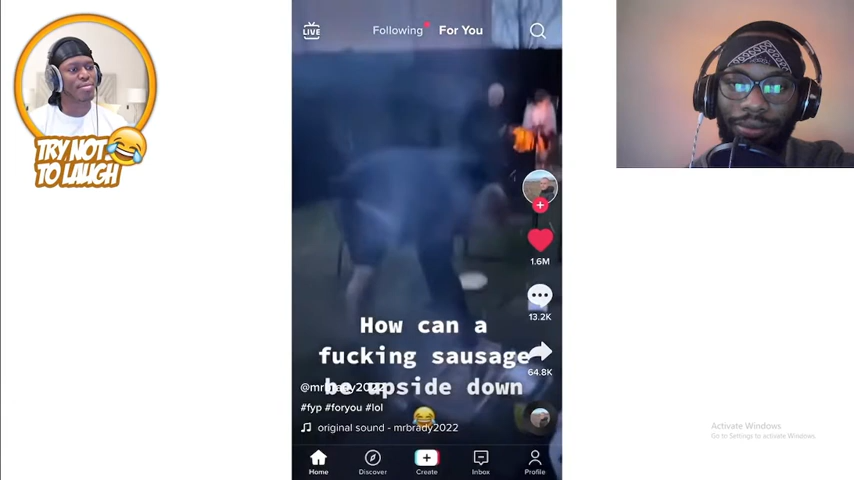 LIVE
Following
For You
TRY NOT
TO LAUGH
1.6M
13.2K
How can a
fucking sausage
be upside down
64.8K
@mrbrady2022
#fyp #foryou #lol
original sound - mrbrady2022
Home
Discover
Create
Inbox
Profile
Activate Windows
Go to Settings to activate Windows.